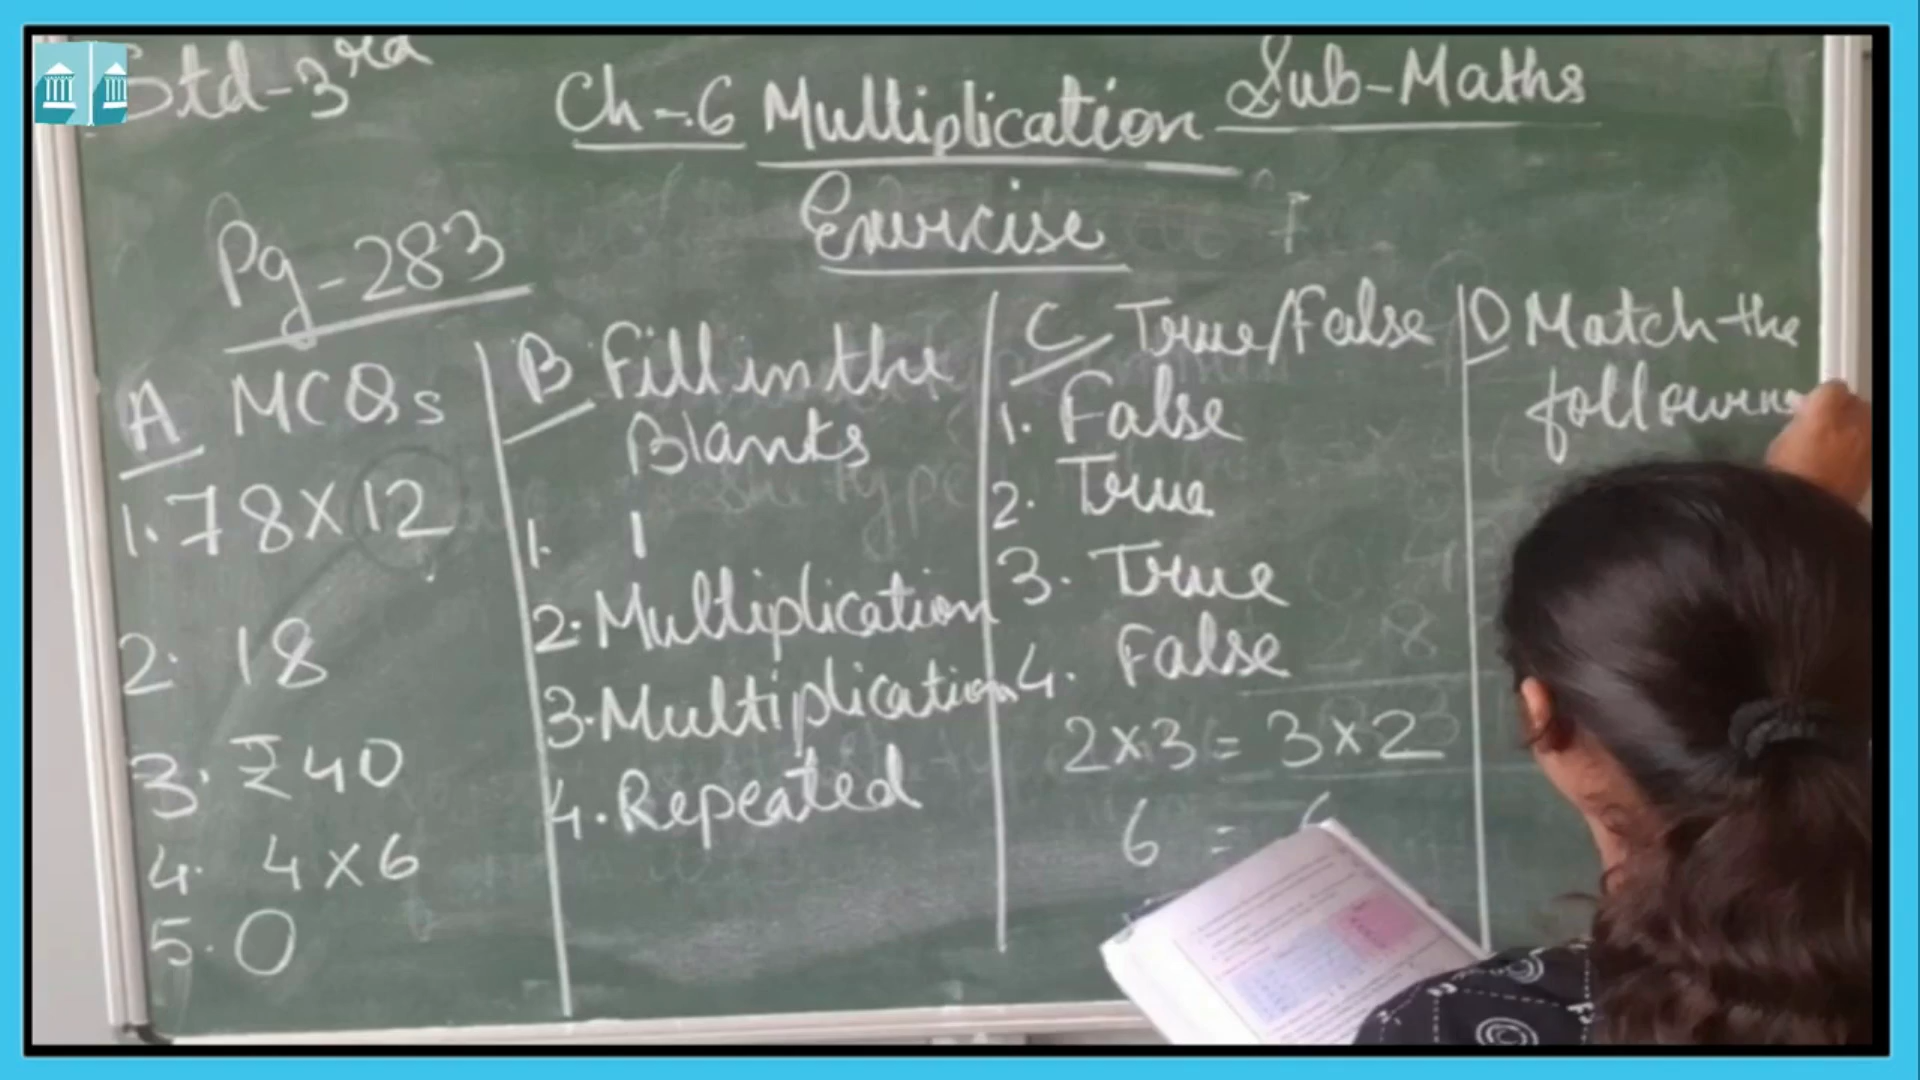 Std-3rd
Ch-6 Multiplication
Sub-Maths
Exercise
Pg-283
A MCQs
1. 78×12
2. 18
3. ₹40
4. 4×6
5. 0
B Fill in the
Blanks
1. 1
2. Multiplication
3. Multiplication
4. Repeated
C True/False
1. False
2. True
3. True
4. False
2×3 = 3×2
6 = 6
D Match the
following